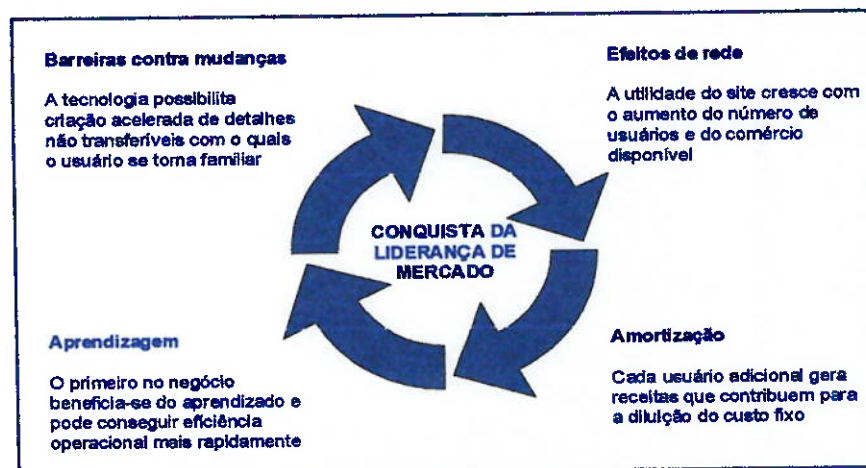 Barreiras contra mudanças
A tecnologia possibilita
criação acelerada de detalhes
não transferíveis com o quais
o usuário se torna familiar
Efeitos de rede
A utilidade do site cresce com
o aumento do número de
usuários e do comércio
disponível
CONQUISTA DA
LIDERANÇA DE
MERCADO
Aprendizagem
O primeiro no negócio
beneficia-se do aprendizado e
pode conseguir eficiência
operacional mais rapidamente
Amortização
Cada usuário adicional gera
receitas que contribuem para
a diluição do custo fixo